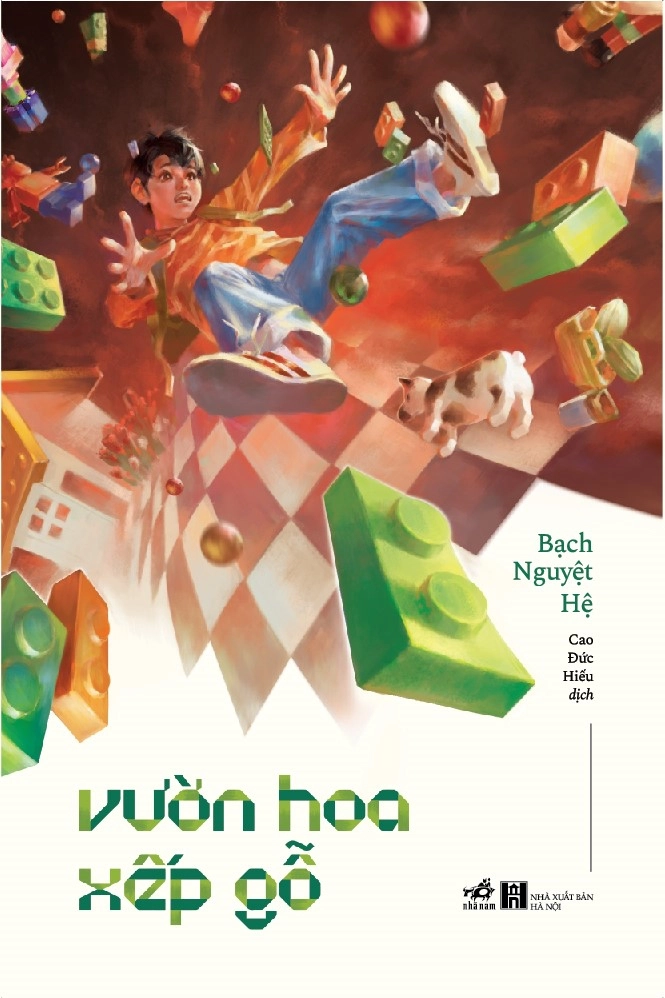 Bạch
Nguyệt
Hệ
Cao
Đức
Hiếu
dịch
vườn hoa
xếp gỗ
nhã nam
NHÀ XUẤT BẢN
HÀ NỘI